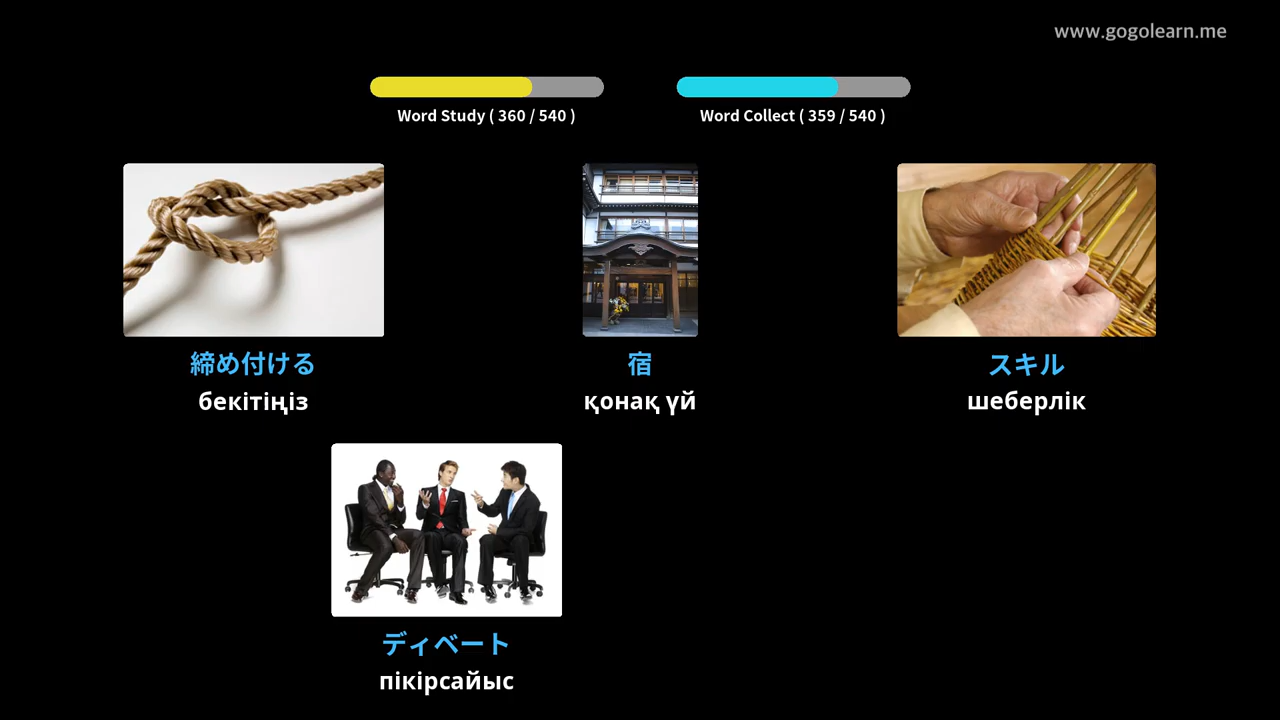 www.gogolearn.me
Word Study ( 360 / 540 )
Word Collect ( 359 / 540 )
締め付ける
бекітіңіз
宿
қонақ үй
スキル
шеберлік
ディベート
пікірсайыс